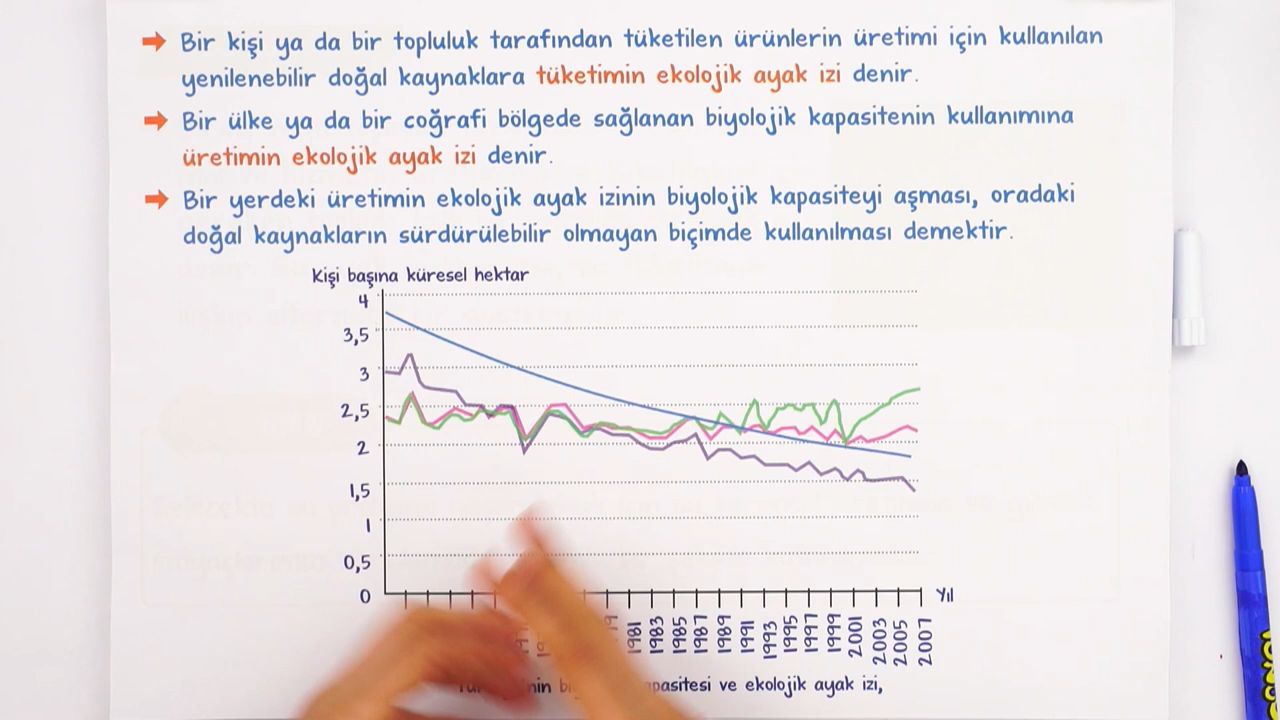 Bir kişi ya da bir topluluk tarafından tüketilen ürünlerin üretimi için kullanılan
yenilenebilir doğal kaynaklara tüketimin ekolojik ayak izi denir.
Bir ülke ya da bir coğrafi bölgede sağlanan biyolojik kapasitenin kullanımına
üretimin ekolojik ayak izi denir.
Bir yerdeki üretimin ekolojik ayak izinin biyolojik kapasiteyi aşması, oradaki
doğal kaynakların sürdürülebilir olmayan biçimde kullanılması demektir.
Kişi başına küresel hektar
4
3,5
3
2,5
2
1,5
1
0,5
0
Yıl
1981 1983 1985 1987 1989 1991 1993 1995 1997 1999 2001 2003 2005 2007
ve ekolojik ayak izi,